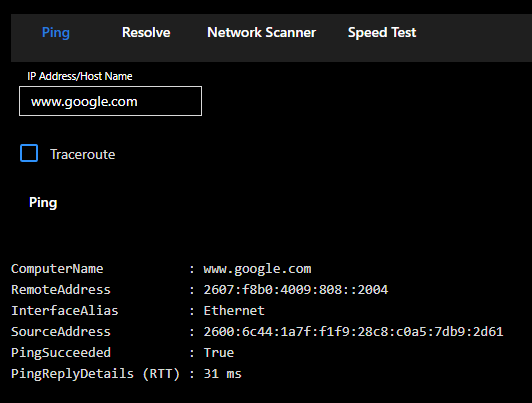 Ping Resolve Network Scanner Speed Test
IP Address/Host Name
www.google.com
Traceroute
Ping
ComputerName : www.google.com
RemoteAddress : 2607:f8b0:4009:808::2004
InterfaceAlias : Ethernet
SourceAddress : 2600:6c44:1a7f:f1f9:28c8:c0a5:7db9:2d61
PingSucceeded : True
PingReplyDetails (RTT) : 31 ms